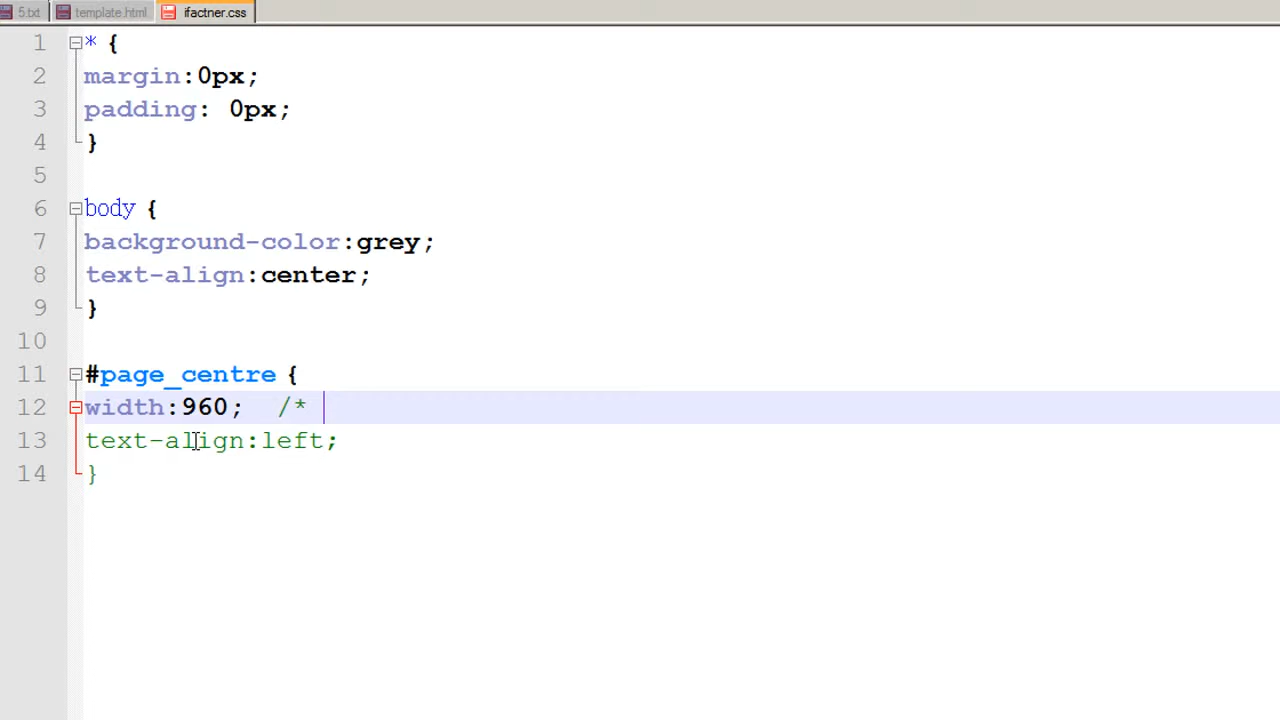 5.txt template.html ifactner.css
1 * {
2 margin:0px;
3 padding: 0px;
4 }
5
6 body {
7 background-color:grey;
8 text-align:center;
9 }
10
11 #page_centre {
12 width:960; /*
13 text-align:left;
14 }